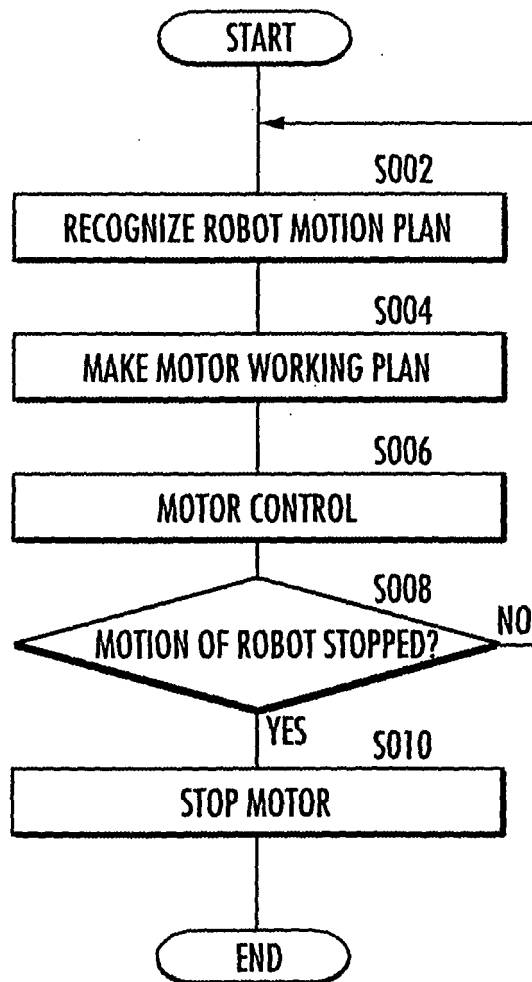 START
S002
RECOGNIZE ROBOT MOTION PLAN
S004
MAKE MOTOR WORKING PLAN
S006
MOTOR CONTROL
S008
MOTION OF ROBOT STOPPED?
NO
YES
S010
STOP MOTOR
END